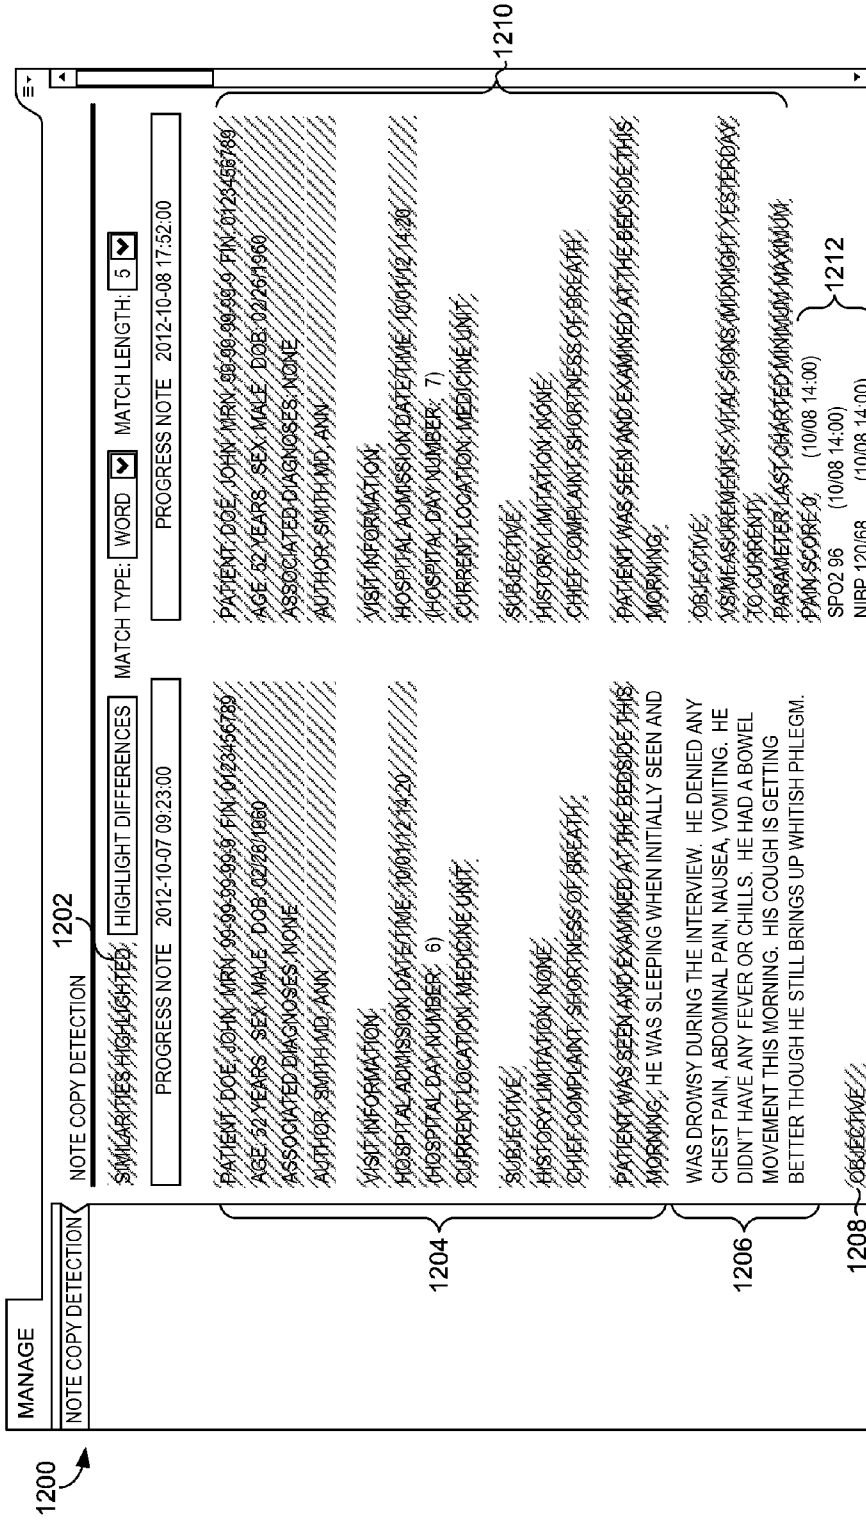 1200
MANAGE
NOTE COPY DETECTION
NOTE COPY DETECTION
1202
SIMILARITIES HIGHLIGHTED HIGHLIGHT DIFFERENCES MATCH TYPE: WORD MATCH LENGTH: 5
PROGRESS NOTE 2012-10-07 09:23:00
PATIENT: DOE, JOHN MRN: 99-99-99-99-9 FIN: 0123456789
AGE: 52 YEARS SEX: MALE DOB:
ASSOCIATED DIAGNOSES: NONE
AUTHOR: SMITH MD, ANN
VISIT INFORMATION
HOSPITAL ADMISSION DATE/TIME: 10/01/12 14:20
(HOSPITAL DAY NUMBER: 6)
CURRENT LOCATION: MEDICINE UNIT
SUBJECTIVE
HISTORY LIMITATION: NONE
CHIEF COMPLAINT: SHORTNESS OF BREATH
PATIENT WAS SEEN AND EXAMINED AT THE BEDSIDE THIS
MORNING. HE WAS SLEEPING WHEN INITIALLY SEEN AND
1204
WAS DROWSY DURING THE INTERVIEW. HE DENIED ANY
CHEST PAIN, ABDOMINAL PAIN, NAUSEA, VOMITING. HE
DIDN'T HAVE ANY FEVER OR CHILLS. HE HAD A BOWEL
MOVEMENT THIS MORNING. HIS COUGH IS GETTING
BETTER THOUGH HE STILL BRINGS UP WHITISH PHLEGM.
1206
OBJECTIVE
1208
PROGRESS NOTE 2012-10-08 17:52:00
PATIENT: DOE, JOHN MRN: 99-99-99-99-9 FIN: 0123456789
AGE: 52 YEARS SEX: MALE DOB: 02/26/1960
ASSOCIATED DIAGNOSES: NONE
AUTHOR: SMITH MD, ANN
VISIT INFORMATION
HOSPITAL ADMISSION DATE/TIME: 10/01/12 14:20
(HOSPITAL DAY NUMBER: 7)
CURRENT LOCATION: MEDICINE UNIT
SUBJECTIVE
HISTORY LIMITATION: NONE
CHIEF COMPLAINT: SHORTNESS OF BREATH
PATIENT WAS SEEN AND EXAMINED AT THE BEDSIDE THIS
MORNING.
OBJECTIVE
VS/MEASUREMENTS: VITAL SIGNS (MIDNIGHT YESTERDAY
TO CURRENT)
PARAMETER LAST CHARTED MINIMUM MAXIMUM
PAIN SCORE 0 (10/08 14:00)
SPO2 96 (10/08 14:00)
NIBP 120/68 (10/08 14:00)
1210
1212